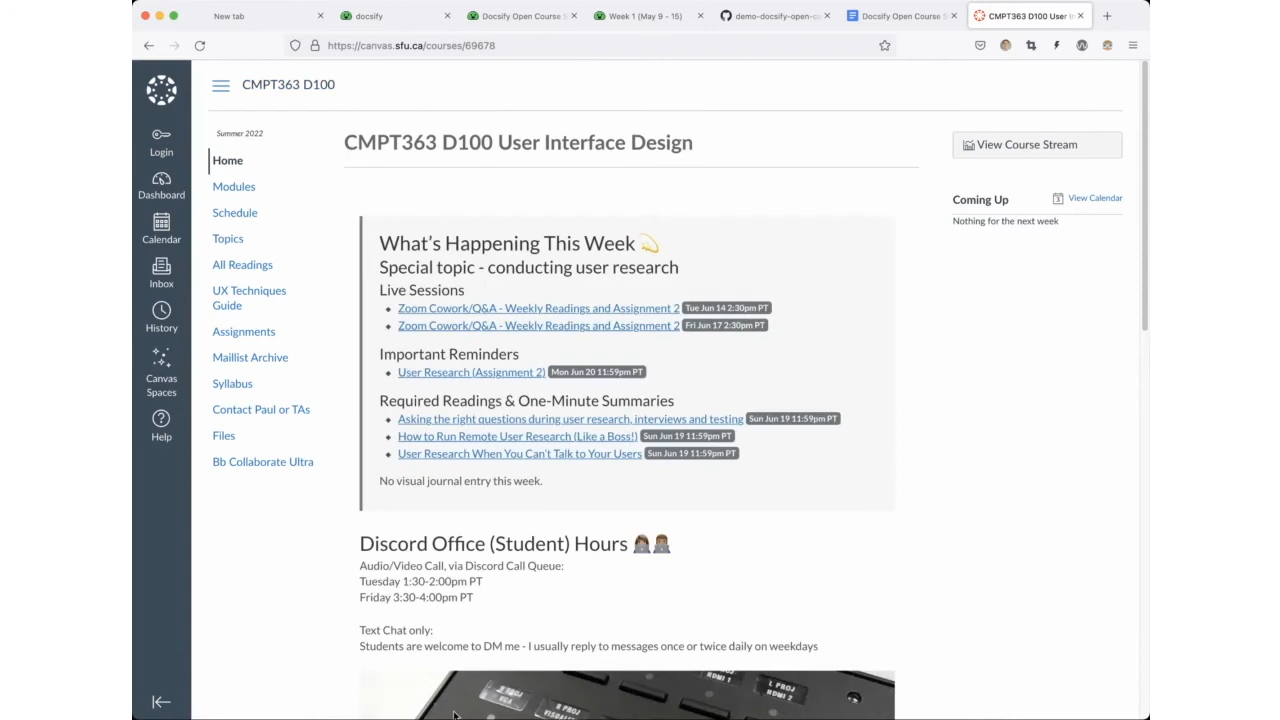 New tab
docsify
Docsify Open Course S
Week 1 (May 9 - 15)
demo-docsify-open-co
Docsify Open Course S
CMPT363 D100 User In
https://canvas.sfu.ca/courses/69678
CMPT363 D100
Login
Dashboard
Calendar
Inbox
History
Canvas
Spaces
Help
Summer 2022
Home
Modules
Schedule
Topics
All Readings
UX Techniques
Guide
Assignments
Maillist Archive
Syllabus
Contact Paul or TAs
Files
Bb Collaborate Ultra
CMPT363 D100 User Interface Design
What's Happening This Week
Special topic - conducting user research
Live Sessions
Zoom Cowork/Q&A - Weekly Readings and Assignment 2 Tue Jun 14 2:30pm PT
Zoom Cowork/Q&A - Weekly Readings and Assignment 2 Fri Jun 17 2:30pm PT
Important Reminders
User Research (Assignment 2) Mon Jun 20 11:59pm PT
Required Readings & One-Minute Summaries
Asking the right questions during user research, interviews and testing Sun Jun 19 11:59pm PT
How to Run Remote User Research (Like a Boss!) Sun Jun 19 11:59pm PT
User Research When You Can't Talk to Your Users Sun Jun 19 11:59pm PT
No visual journal entry this week.
Discord Office (Student) Hours
Audio/Video Call, via Discord Call Queue:
Tuesday 1:30-2:00pm PT
Friday 3:30-4:00pm PT
Text Chat only:
Students are welcome to DM me - I usually reply to messages once or twice daily on weekdays
HDMI 1
L PROJ
HDMI 2
View Course Stream
Coming Up
View Calendar
Nothing for the next week